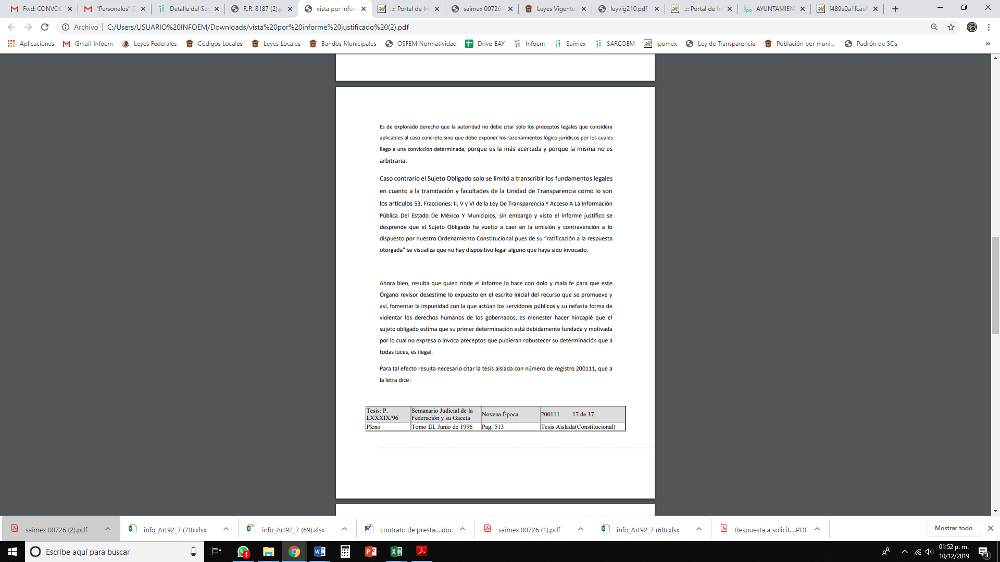 Fwd: CONVOC
"Personales" (
Detalle del Seg
R.R. 8187 (2).p
vista por infor
..:: Portal de In
saimex 00726
Leyes Vigentes
leyvig210.pdf
..:: Portal de In
AYUNTAMIEN
f489a0a1fcaef
Archivo
C:/Users/USUARIO%20INFOEM/Downloads/vista%20por%20informe%20justificado%20(2).pdf
Aplicaciones
Gmail-Infoem
Leyes Federales
Códigos Locales
Leyes Locales
Bandos Municipales
OSFEM Normatividad
Drive-EAY
Infoem
Saimex
SARCOEM
Ipomex
Ley de Transparencia
Población por muni...
Padrón de SOs
»
Es de explorado derecho que la autoridad no debe citar solo los preceptos legales que considera
aplicables al caso concreto sino que debe exponer los razonamientos lógico-jurídicos por los cuales
llego a una convicción determinada, porque es la más acertada y porque la misma no es
arbitraria.
Caso contrario el Sujeto Obligado solo se limitó a transcribir los fundamentos legales
en cuanto a la tramitación y facultades de la Unidad de Transparencia como lo son
los artículos 53, Fracciones: II, V y VI de la Ley De Transparencia Y Acceso A La Información
Pública Del Estado De México Y Municipios, sin embargo y visto el informe justifico se
desprende que el Sujeto Obligado ha vuelto a caer en la omisión y contravención a lo
dispuesto por nuestro Ordenamiento Constitucional pues de su “ratificación a la respuesta
otorgada” se visualiza que no hay dispositivo legal alguno que haya sido invocado.
Ahora bien, resulta que quien rinde el informe lo hace con dolo y mala fe para que este
Órgano revisor desestime lo expuesto en el escrito inicial del recurso que se promueve y
así, fomentar la impunidad con la que actúan los servidores públicos y su nefasta forma de
violentar los derechos humanos de los gobernados, es menester hacer hincapié que el
sujeto obligado estima que su primer determinación está debidamente fundada y motivada
por lo cual no expresa o invoca preceptos que pudieran robustecer su determinación que a
todas luces, es ilegal.
Para tal efecto resulta necesario citar la tesis aislada con número de registro 200111, que a
la letra dice:
Tesis: P. LXXXIX/96
Semanario Judicial de la Federación y su Gaceta
Novena Época
200111 17 de 17
Pleno
Tomo III, Junio de 1996
Pag. 513
Tesis Aislada(Constitucional)
saimex 00726 (2).pdf
info_Art92_7 (70).xlsx
info_Art92_7 (69).xlsx
contrato de presta....doc
saimex 00726 (1).pdf
info_Art92_7 (68).xlsx
Respuesta a solicit....PDF
Mostrar todo
Escribe aquí para buscar
1
01:52 p. m.
10/12/2019
3